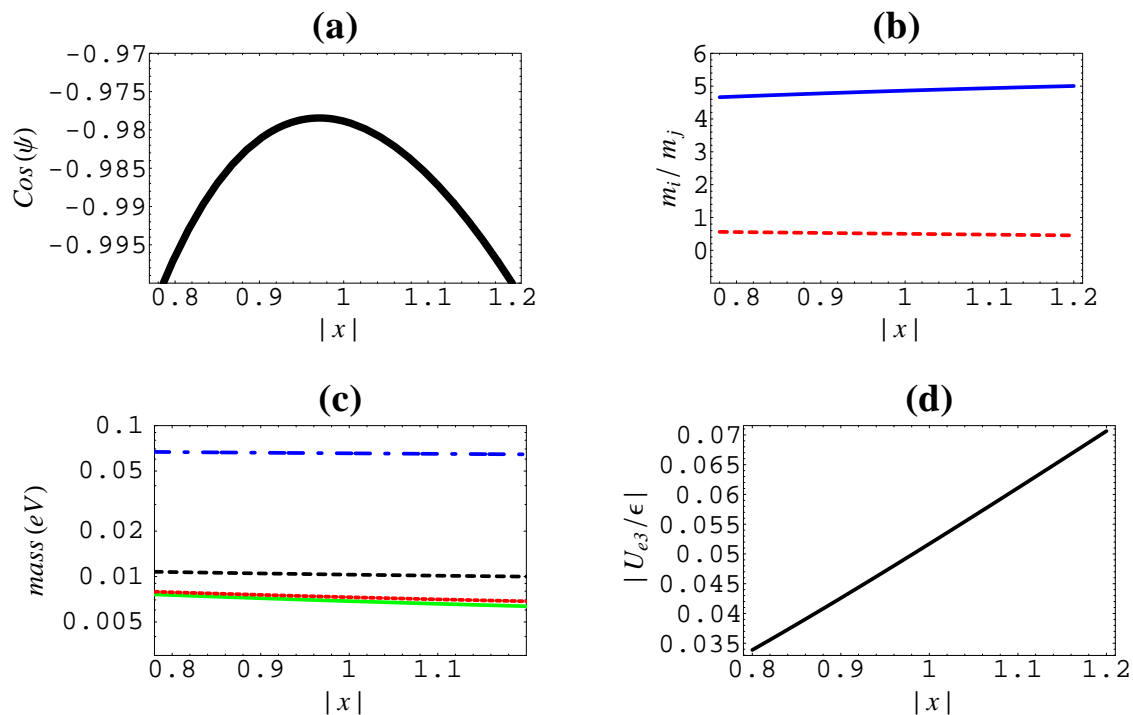 (a)
-0.97
-0.975
-0.98
-0.985
-0.99
-0.995
Cos(ψ)
0.8 0.9 1 1.1 1.2
|x|
(b)
6
5
4
3
2
1
0
m_i / m_j
0.8 0.9 1 1.1 1.2
|x|
(c)
0.1
0.05
0.02
0.01
0.005
mass (eV)
0.8 0.9 1 1.1
|x|
(d)
0.07
0.065
0.06
0.055
0.05
0.045
0.04
0.035
|U_{e3}/ϵ|
0.8 0.9 1 1.1 1.2
|x|